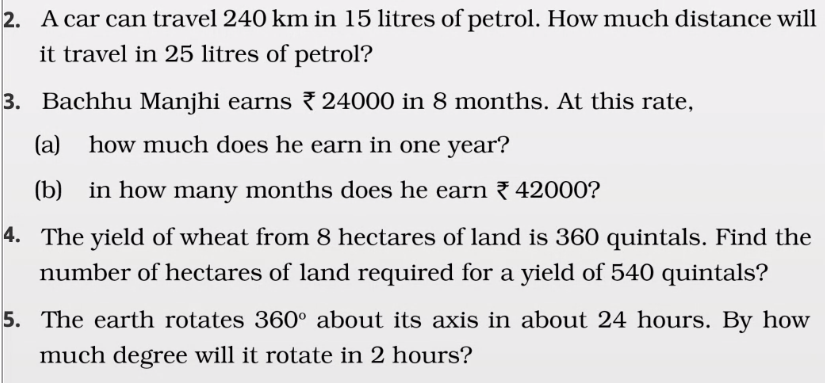 2. A car can travel 240 km in 15 litres of petrol. How much distance will
it travel in 25 litres of petrol?
3. Bachhu Manjhi earns ₹ 24000 in 8 months. At this rate,
(a) how much does he earn in one year?
(b) in how many months does he earn ₹ 42000?
4. The yield of wheat from 8 hectares of land is 360 quintals. Find the
number of hectares of land required for a yield of 540 quintals?
5. The earth rotates 360° about its axis in about 24 hours. By how
much degree will it rotate in 2 hours?